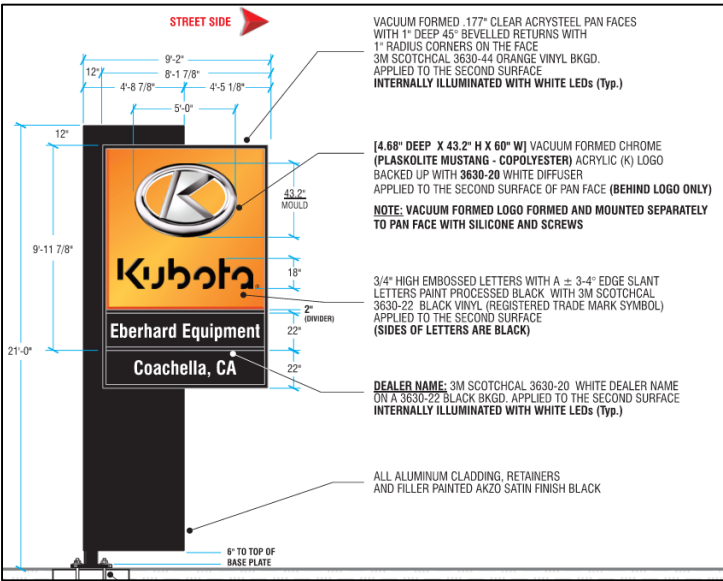 STREET SIDE
9'-2"
12"
8'-1 7/8"
4'-8 7/8"
4'-5 1/8"
5'-0"
12"
9'-11 7/8"
21'-0"
43.2"
MOULD
K
Kubota
18"
2"
(DIVIDER)
Eberhard Equipment
22"
Coachella, CA
22"
6" TO TOP OF
BASE PLATE
VACUUM FORMED .177" CLEAR ACRYSTEEL PAN FACES
WITH 1" DEEP 45° BEVELLED RETURNS WITH
1" RADIUS CORNERS ON THE FACE
3M SCOTCHCAL 3630-44 ORANGE VINYL BKGD.
APPLIED TO THE SECOND SURFACE
INTERNALLY ILLUMINATED WITH WHITE LEDs (Typ.)
[4.68" DEEP X 43.2" H X 60" W] VACUUM FORMED CHROME
(PLASKOLITE MUSTANG - COPOLYESTER) ACRYLIC (K) LOGO
BACKED UP WITH 3630-20 WHITE DIFFUSER
APPLIED TO THE SECOND SURFACE OF PAN FACE (BEHIND LOGO ONLY)
NOTE: VACUUM FORMED LOGO FORMED AND MOUNTED SEPARATELY
TO PAN FACE WITH SILICONE AND SCREWS
3/4" HIGH EMBOSSED LETTERS WITH A ± 3-4° EDGE SLANT
LETTERS PAINT PROCESSED BLACK WITH 3M SCOTCHCAL
3630-22 BLACK VINYL (REGISTERED TRADE MARK SYMBOL)
APPLIED TO THE SECOND SURFACE
(SIDES OF LETTERS ARE BLACK)
DEALER NAME: 3M SCOTCHCAL 3630-20 WHITE DEALER NAME
ON A 3630-22 BLACK BKGD. APPLIED TO THE SECOND SURFACE
INTERNALLY ILLUMINATED WITH WHITE LEDs (Typ.)
ALL ALUMINUM CLADDING, RETAINERS
AND FILLER PAINTED AKZO SATIN FINISH BLACK